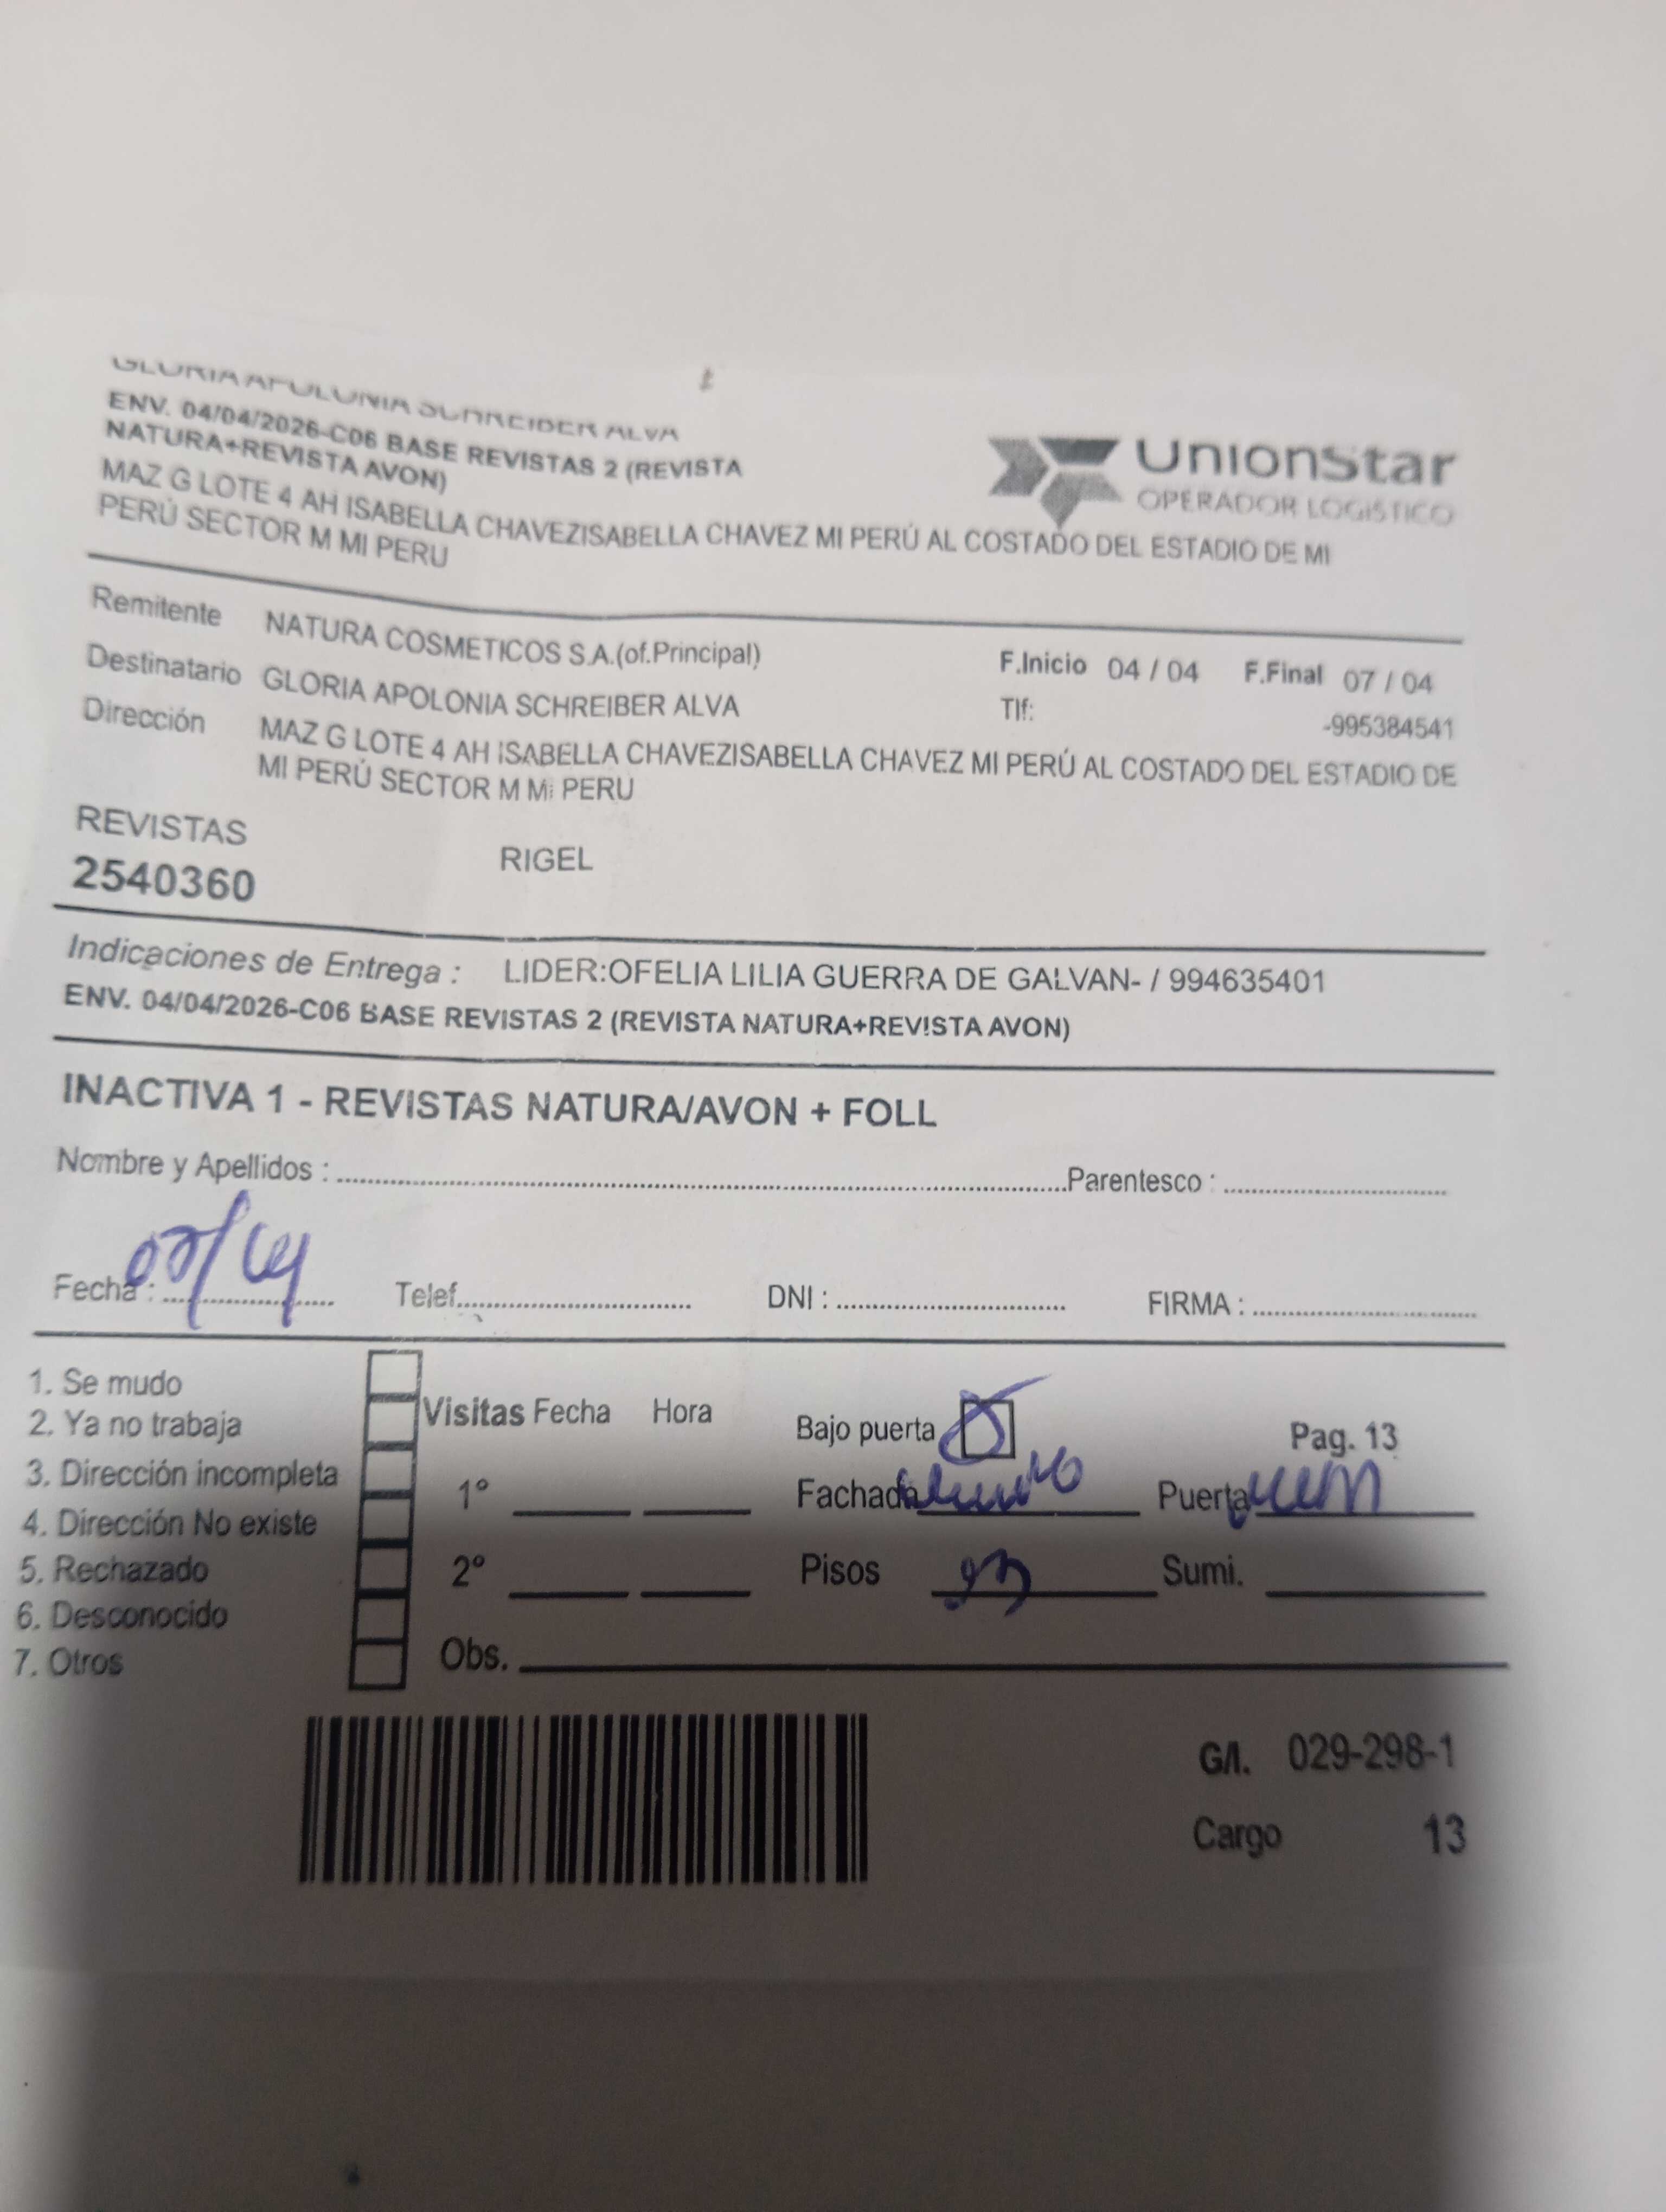 GLORIA APOLONIA SCHREIBER ALVA
ENV. 04/04/2026-C06 BASE REVISTAS 2 (REVISTA
NATURA+REVISTA AVON)
MAZ G LOTE 4 AH ISABELLA CHAVEZISABELLA CHAVEZ MI PERÚ AL COSTADO DEL ESTADIO DE MI
PERÚ SECTOR M MI PERU
UnionStar
OPERADOR LOGISTICO
Remitente NATURA COSMETICOS S.A.(of.Principal)
F.Inicio 04 / 04 F.Final 07 / 04
Destinatario GLORIA APOLONIA SCHREIBER ALVA
Tlf: -995384541
Dirección MAZ G LOTE 4 AH ISABELLA CHAVEZISABELLA CHAVEZ MI PERÚ AL COSTADO DEL ESTADIO DE
MI PERÚ SECTOR M MI PERU
REVISTAS
2540360
RIGEL
Indicaciones de Entrega : LIDER:OFELIA LILIA GUERRA DE GALVAN- / 994635401
ENV. 04/04/2026-C06 BASE REVISTAS 2 (REVISTA NATURA+REVISTA AVON)
INACTIVA 1 - REVISTAS NATURA/AVON + FOLL
Nombre y Apellidos : Parentesco :
Fecha : Telef. DNI : FIRMA :
1. Se mudo
2. Ya no trabaja
3. Dirección incompleta
4. Dirección No existe
5. Rechazado
6. Desconocido
7. Otros
Visitas Fecha Hora
1°
2°
Obs.
Bajo puerta
Pag. 13
Fachada Puerta
Pisos Sumi.
G/I. 029-298-1
Cargo 13